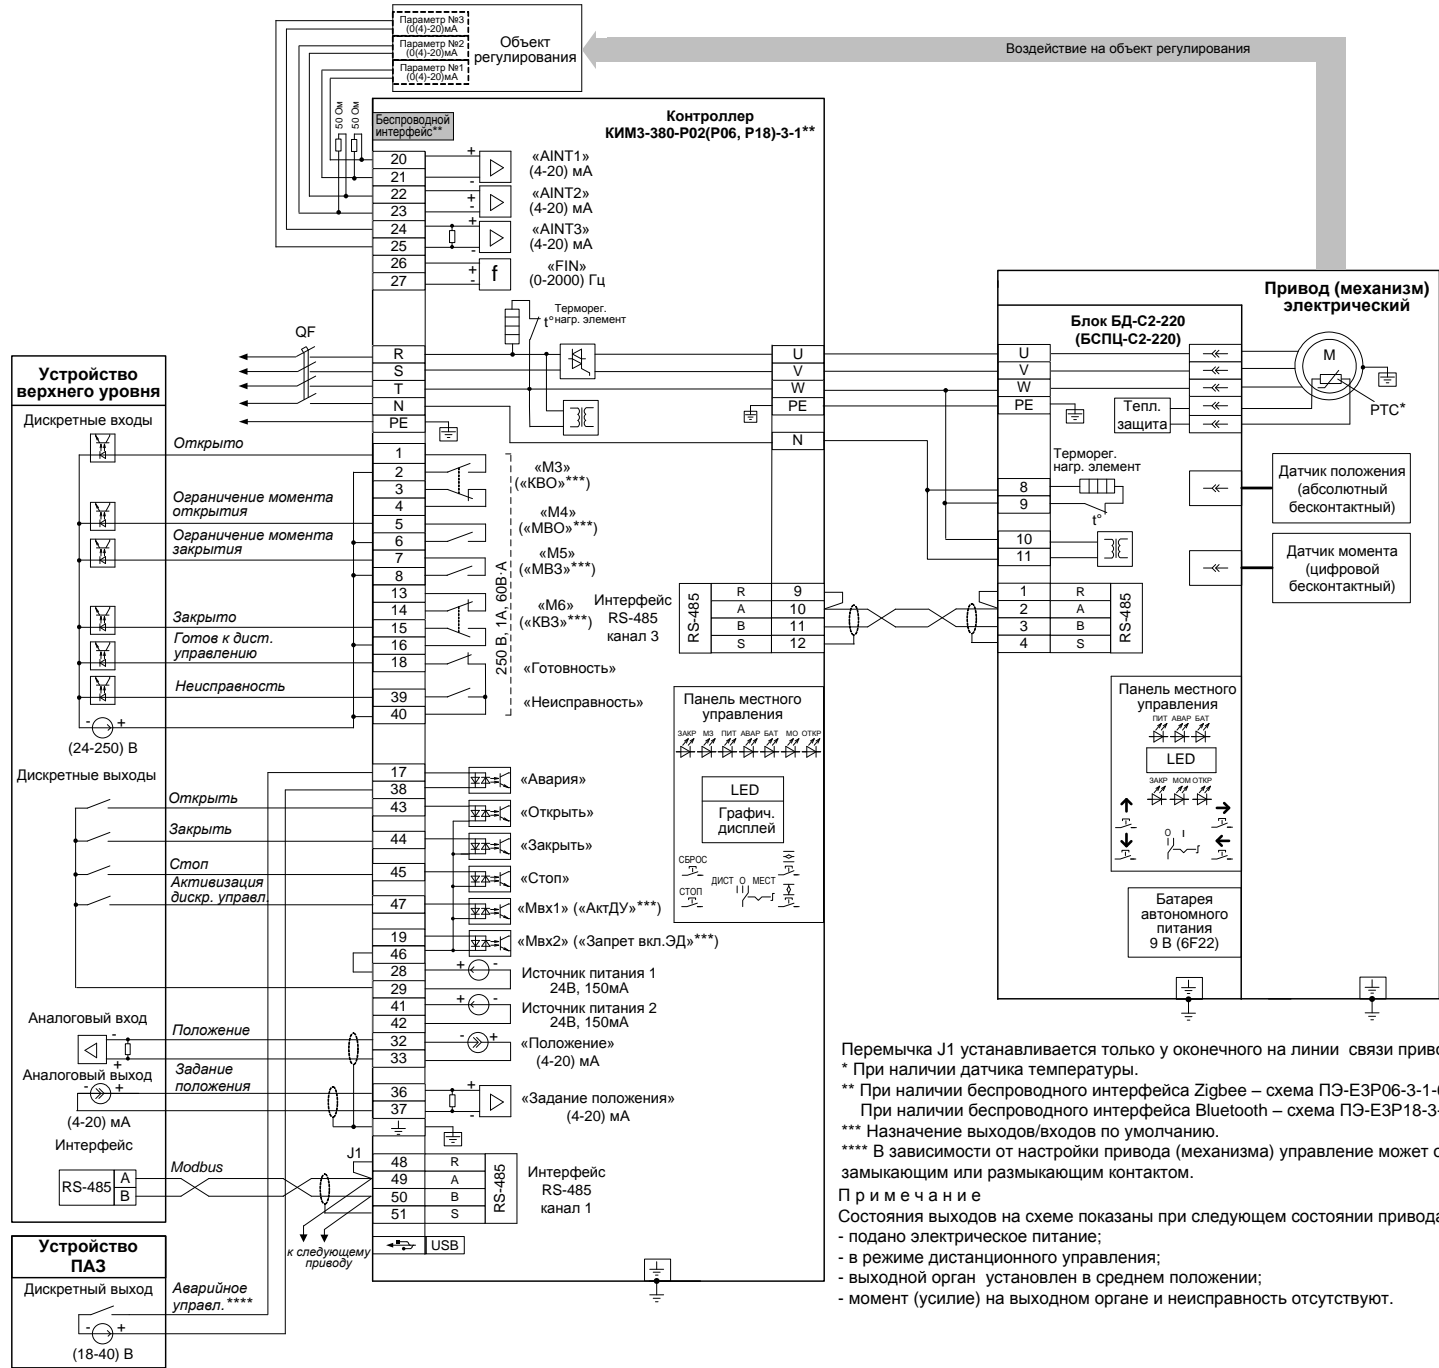 Параметр №3
(0(4)-20)мА
Параметр №2
(0(4)-20)мА
Параметр №1
(0(4)-20)мА
Объект
регулирования
Воздействие на объект регулирования
50 Ом
50 Ом
Беспроводной
интерфейс**
Контроллер
КИМ3-380-Р02(Р06, Р18)-3-1**
20
21
22
23
24
25
26
27
+
-
«AINT1»
(4-20) мА
+
-
«AINT2»
(4-20) мА
+
-
«AINT3»
(4-20) мА
+
-
f
«FIN»
(0-2000) Гц
Терморег.
нагр. элемент
t°
QF
R
S
T
N
PE
U
V
W
PE
N
Устройство
верхнего уровня
Дискретные входы
Открыто
Ограничение момента
открытия
Ограничение момента
закрытия
Закрыто
Готов к дист.
управлению
Неисправность
- +
(24-250) В
1
2
3
4
5
6
7
8
13
14
15
16
18
39
40
«М3»
(«КВО»***)
«М4»
(«МВО»***)
«М5»
(«МВЗ»***)
«М6»
(«КВЗ»***)
«Готовность»
«Неисправность»
250 В, 1А, 60В·А
Интерфейс
RS-485
канал 3
RS-485
R 9
A 10
B 11
S 12
Панель местного
управления
ЗАКР МЗ ПИТ АВАР БАТ МО ОТКР
LED
Графич.
дисплей
СБРОС
СТОП
ДИСТ О МЕСТ
Дискретные выходы
Открыть
Закрыть
Стоп
Активизация
дискр. управл.
17
38
43
44
45
47
19
46
28
29
41
42
32
33
36
37
«Авария»
«Открыть»
«Закрыть»
«Стоп»
«Мвх1» («АктДУ»***)
«Мвх2» («Запрет вкл.ЭД»***)
+ -
Источник питания 1
24В, 150мА
+ -
Источник питания 2
24В, 150мА
- +
«Положение»
(4-20) мА
+
-
«Задание положения»
(4-20) мА
Аналоговый вход
-
+
Положение
Аналоговый выход
- +
(4-20) мА
Задание
положения
Интерфейс
RS-485
A
B
Modbus
J1
48 R
49 A
50 B
51 S
RS-485
Интерфейс
RS-485
канал 1
USB
к следующему
приводу
Устройство
ПАЗ
Дискретный выход
- +
(18-40) В
Аварийное
управл.****
Привод (механизм)
электрический
Блок БД-С2-220
(БСПЦ-С2-220)
U
V
W
PE
Тепл.
защита
M
PTC*
Терморег.
нагр. элемент
8
9
t°
10
11
1 R
2 A
3 B
4 S
RS-485
Датчик положения
(абсолютный
бесконтактный)
Датчик момента
(цифровой
бесконтактный)
Панель местного
управления
ПИТ АВАР БАТ
LED
ЗАКР МОМ ОТКР
O I
Батарея
автономного
питания
9 В (6F22)
Перемычка J1 устанавливается только у оконечного на линии связи приво
* При наличии датчика температуры.
** При наличии беспроводного интерфейса Zigbee – схема ПЭ-Е3Р06-3-1-
При наличии беспроводного интерфейса Bluetooth – схема ПЭ-Е3Р18-3-
*** Назначение выходов/входов по умолчанию.
**** В зависимости от настройки привода (механизма) управление может о
замыкающим или размыкающим контактом.
Примечание
Состояния выходов на схеме показаны при следующем состоянии привода
- подано электрическое питание;
- в режиме дистанционного управления;
- выходной орган установлен в среднем положении;
- момент (усилие) на выходном органе и неисправность отсутствуют.